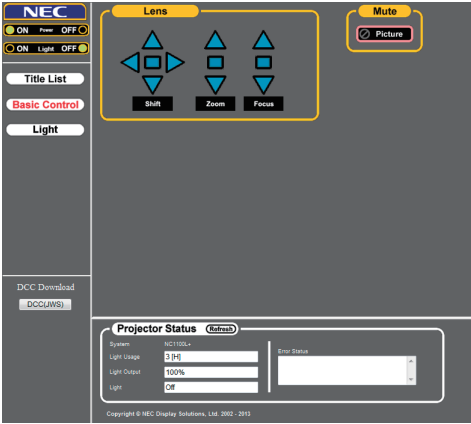 NEC
ON Power OFF
ON Light OFF
Title List
Basic Control
Light
DCC Download
DCC(JWS)
Lens
Shift Zoom Focus
Mute
Picture
Projector Status Refresh
System NC1100L+
Light Usage 3 [H]
Light Output 100%
Light Off
Error Status
Copyright © NEC Display Solutions, Ltd. 2002 - 2013